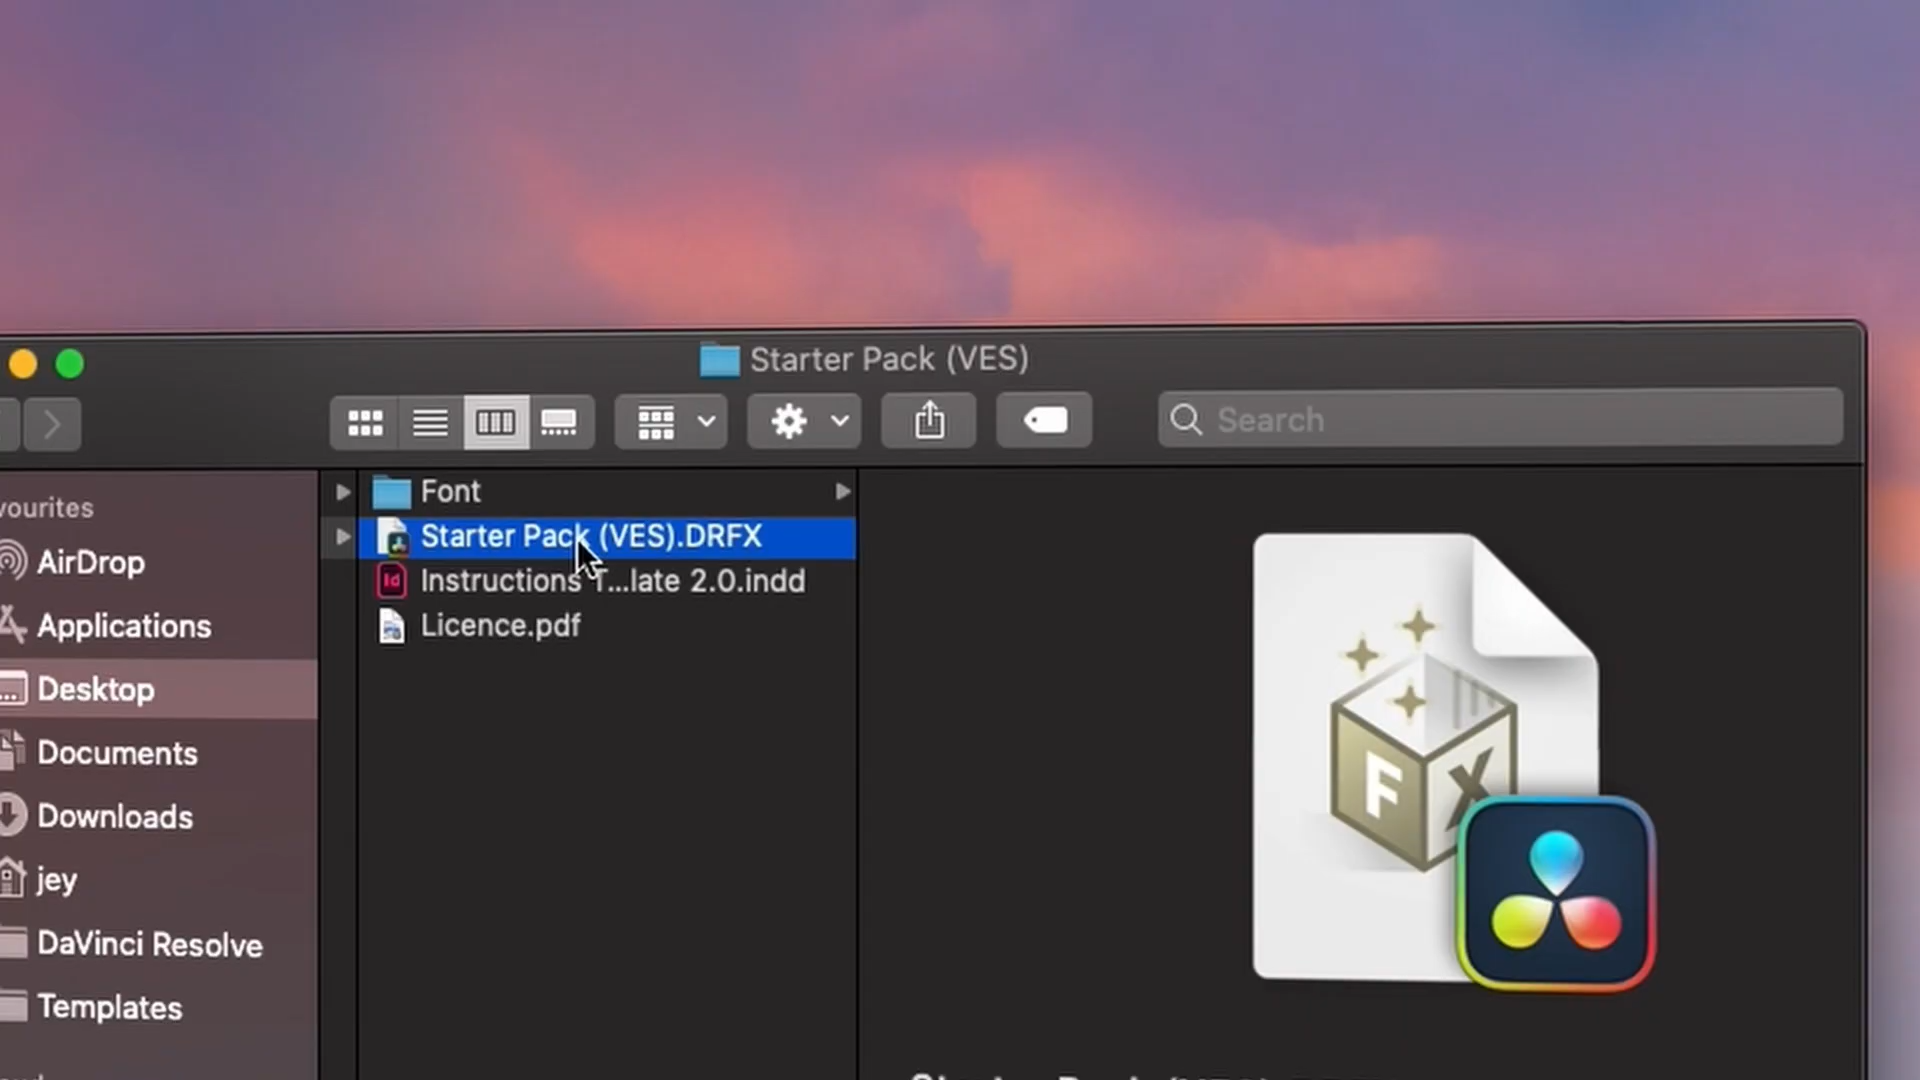 Starter Pack (VES)
Search
vourites
AirDrop
Applications
Desktop
Documents
Downloads
jey
DaVinci Resolve
Templates
Font
Starter Pack (VES).DRFX
Id
Instructions T...late 2.0.indd
Licence.pdf
F X